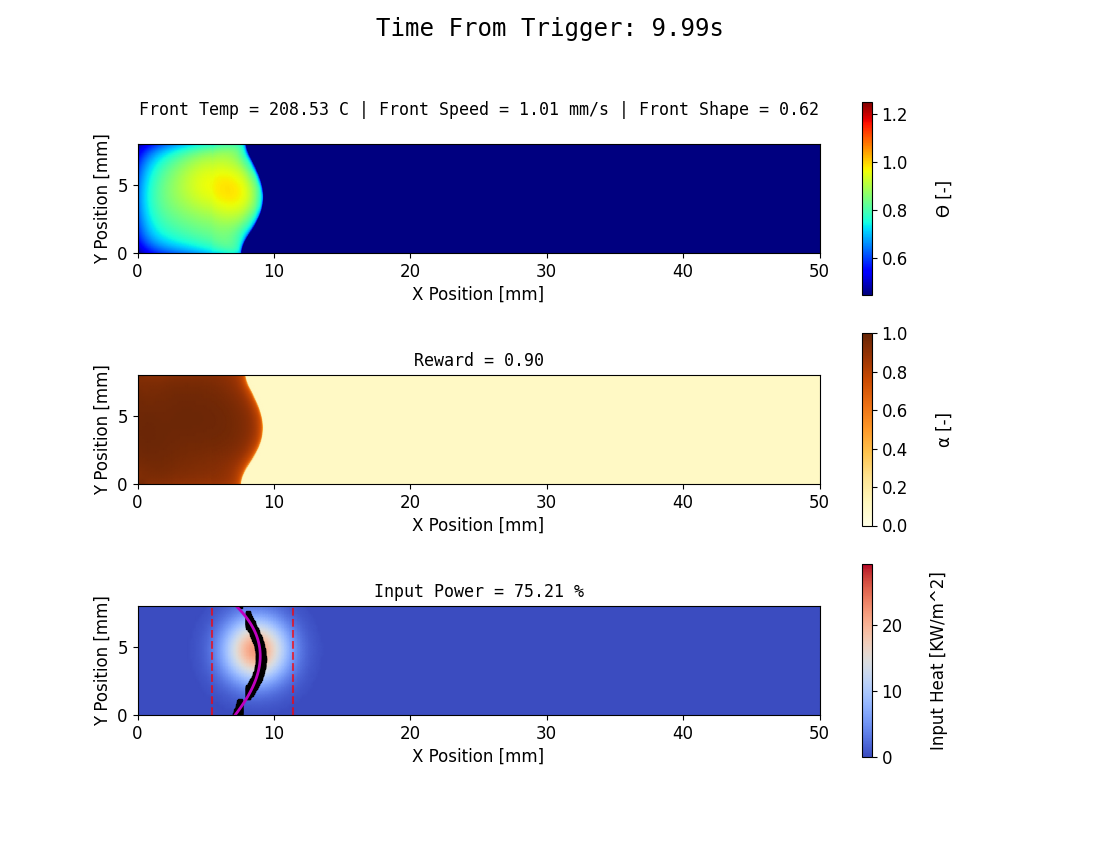 Time From Trigger: 9.99s
Front Temp = 208.53 C | Front Speed = 1.01 mm/s | Front Shape = 0.62
Y Position [mm]
5
0
0 10 20 30 40 50
X Position [mm]
1.2
1.0
0.8
0.6
ϴ [-]
Reward = 0.90
Y Position [mm]
5
0
0 10 20 30 40 50
X Position [mm]
1.0
0.8
0.6
0.4
0.2
0.0
α [-]
Input Power = 75.21 %
Y Position [mm]
5
0
0 10 20 30 40 50
X Position [mm]
20
10
0
Input Heat [KW/m^2]